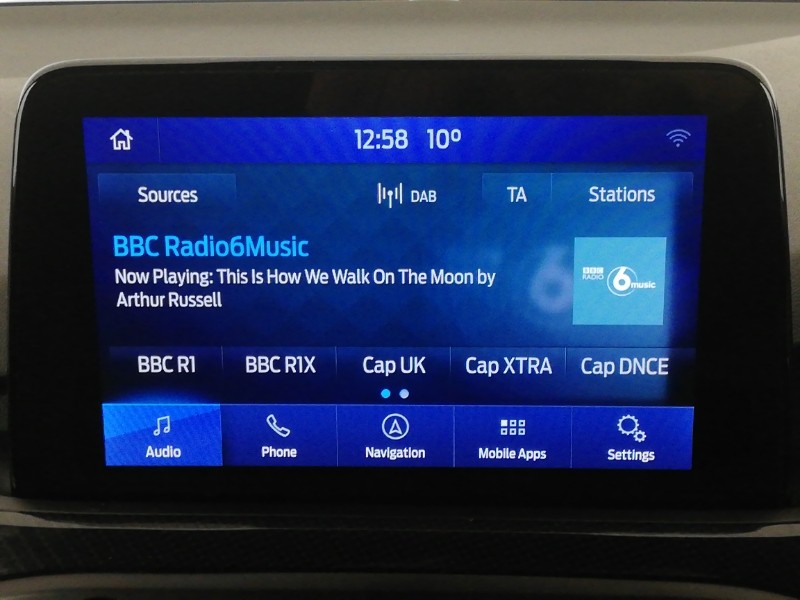 12:58 10°
Sources DAB TA Stations
BBC Radio6Music
Now Playing: This Is How We Walk On The Moon by
Arthur Russell
BBC
RADIO 6 music
6
BBC R1 BBC R1X Cap UK Cap XTRA Cap DNCE
Audio Phone Navigation Mobile Apps Settings